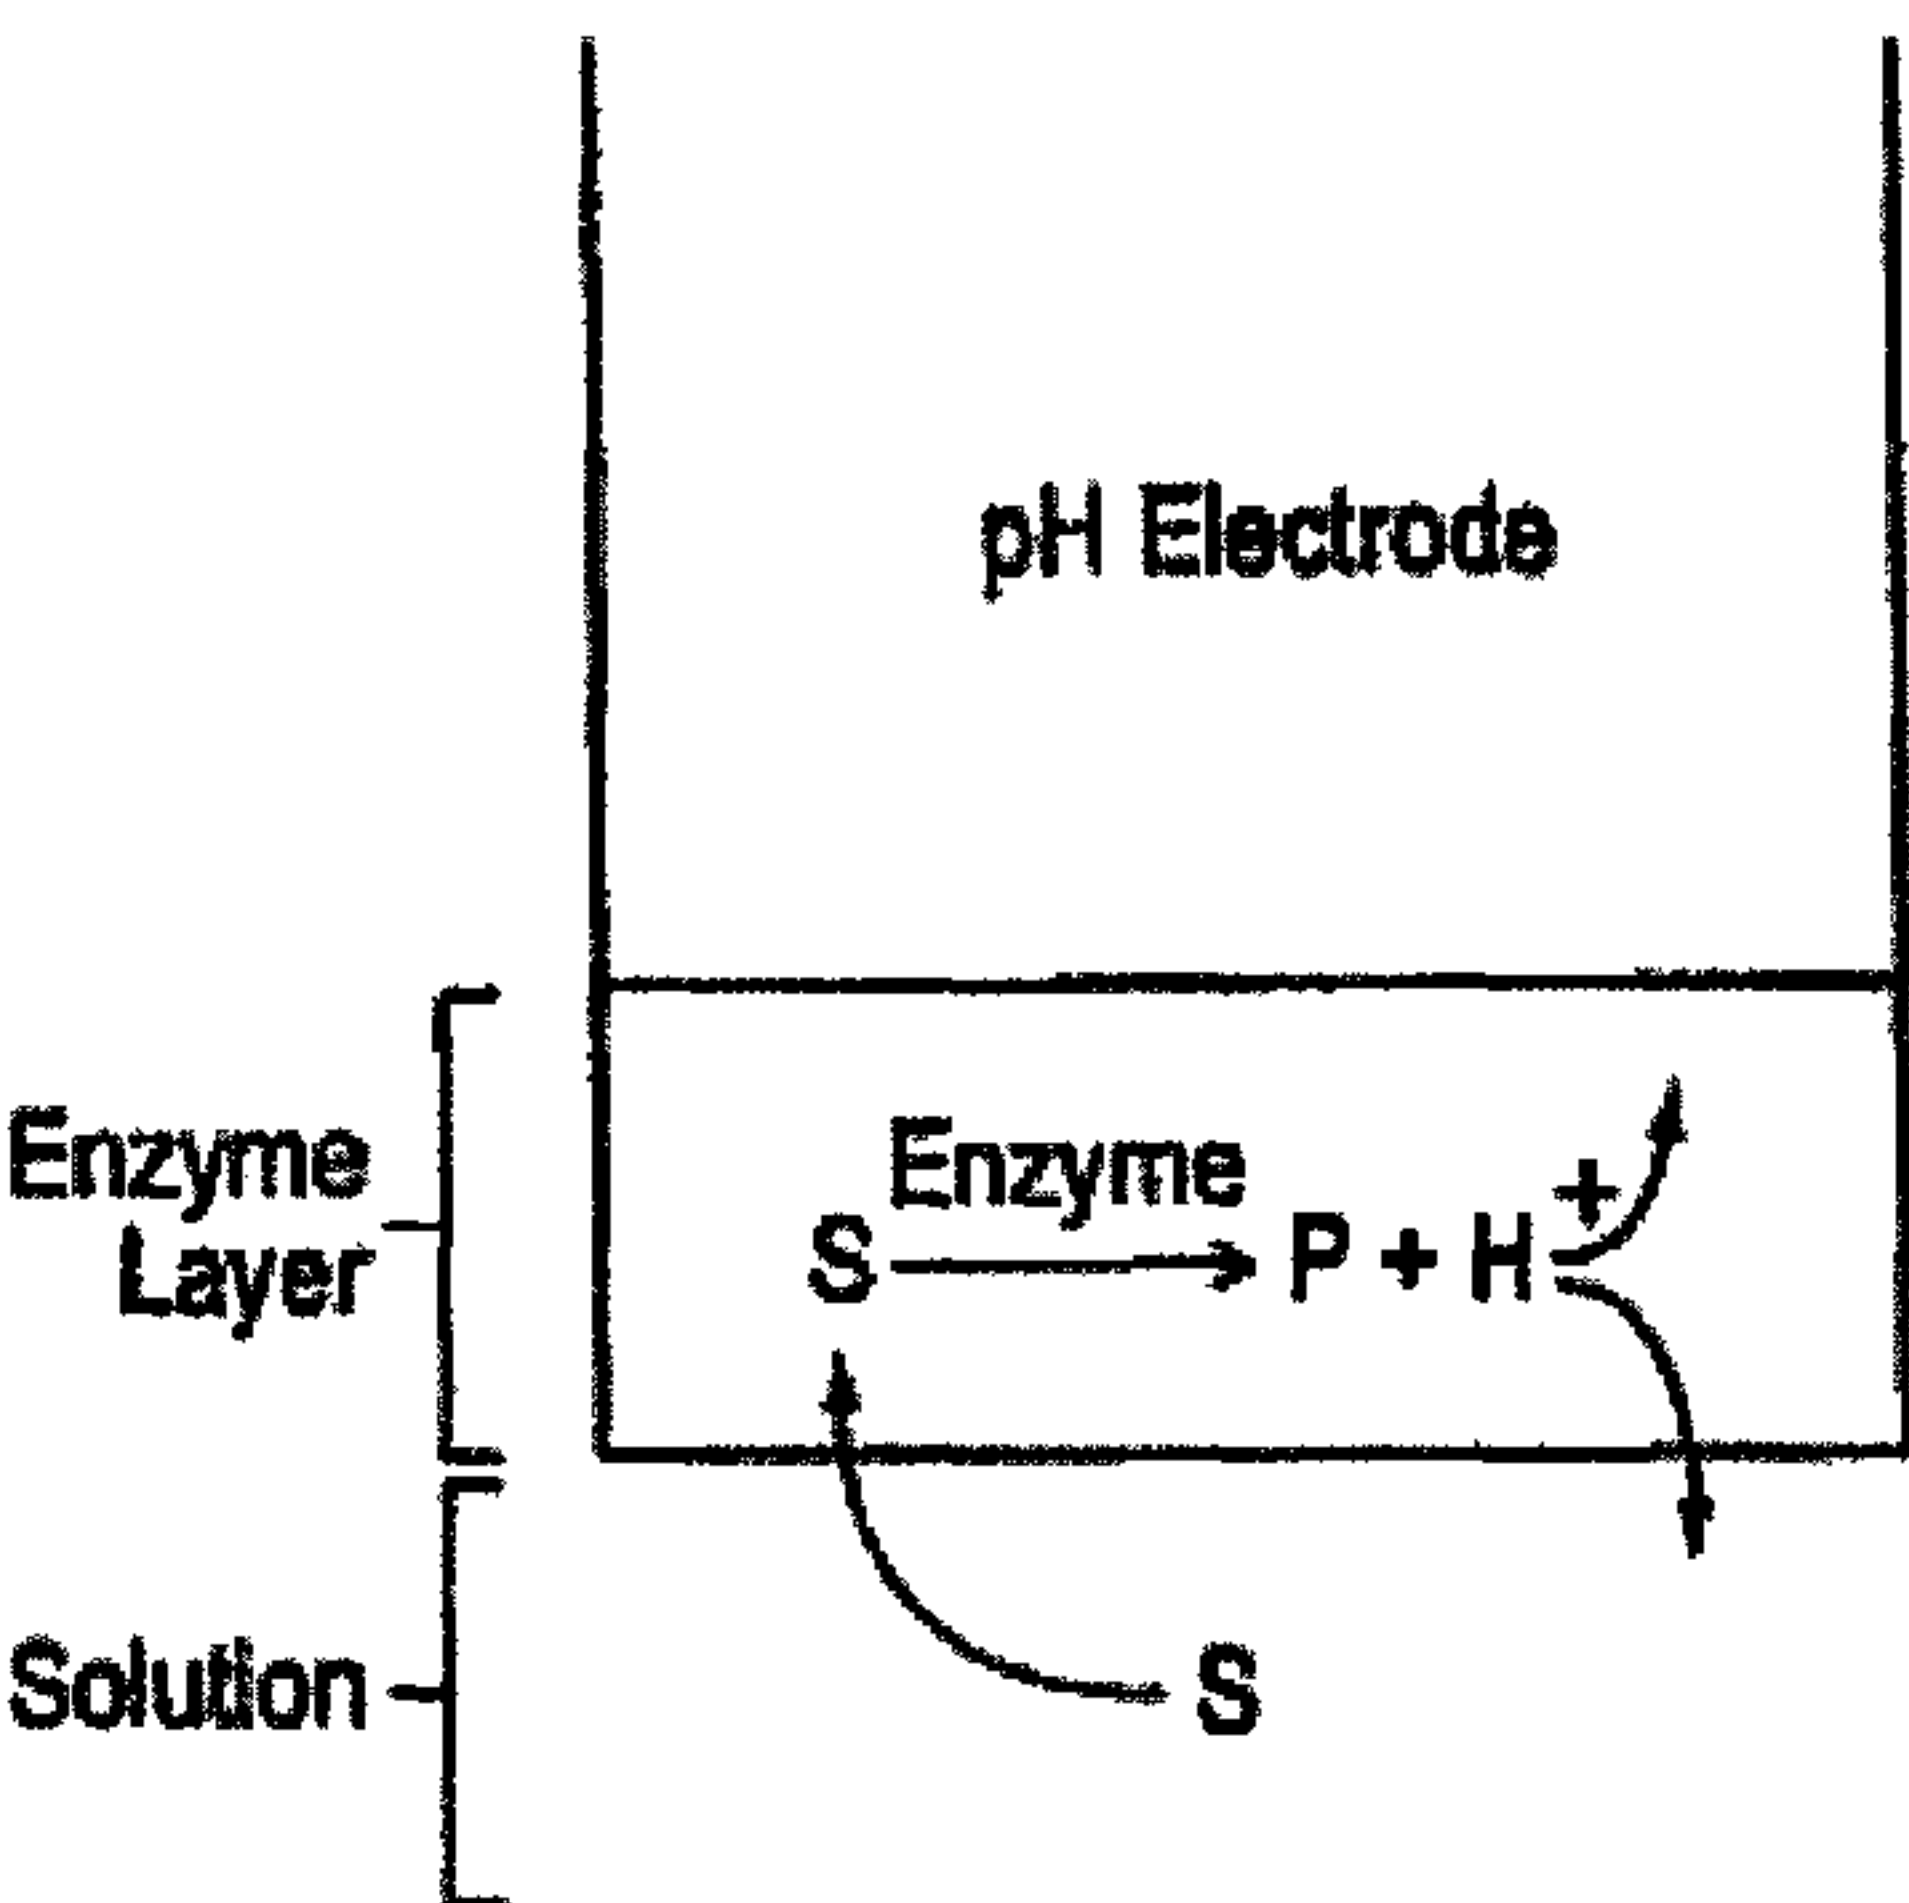 pH Electrode
Enzyme
Layer
Enzyme
S → P + H+
Solution
S